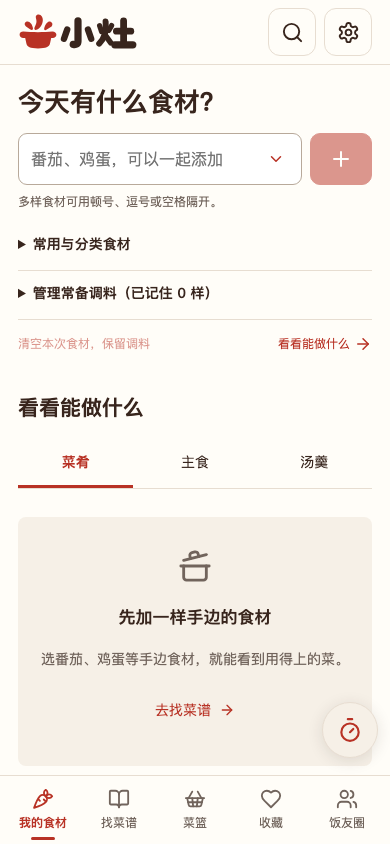 小灶
今天有什么食材?
番茄、鸡蛋，可以一起添加
多样食材可用顿号、逗号或空格隔开。
常用与分类食材
管理常备调料（已记住 0 样）
清空本次食材，保留调料
看看能做什么
看看能做什么
菜肴
主食
汤羹
先加一样手边的食材
选番茄、鸡蛋等手边食材，就能看到用得上的菜。
去找菜谱
我的食材
找菜谱
菜篮
收藏
饭友圈